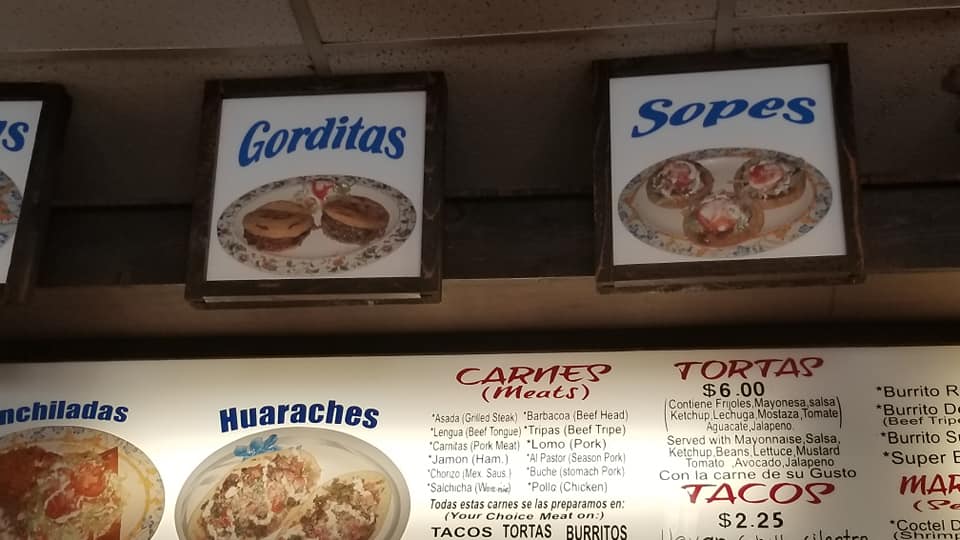 Gorditas
Sopes
nchiladas
Huaraches
CARNES
(Meats)
*Asada (Grilled Steak)
*Lengua (Beef Tongue)
*Carnitas (Pork Meat)
*Jamon (Ham.)
*Chorizo (Mex. Saus.)
*Salchicha
*Barbacoa (Beef Head)
*Tripas (Beef Tripe)
*Lomo (Pork)
*Al Pastor (Season Pork)
*Buche (stomach Pork)
*Pollo (Chicken)
Todas estas carnes se las preparamos en:
(Your Choice Meat on:)
TACOS TORTAS BURRITOS
TORTAS
$6.00
(Contiene Frijoles,Mayonesa,salsa
Ketchup,Lechuga,Mostaza,Tomate
Aguacate,Jalapeno.)
Served with Mayonnaise,Salsa,
Ketchup,Beans,Lettuce,Mustard
Tomato ,Avocado,Jalapeno
Con la carne de su Gusto
TACOS
$2.25
*Burrito R
*Burrito De
(Beef Trip
*Burrito Su
*Super B
MAR
*Coctel D
(Shrimp